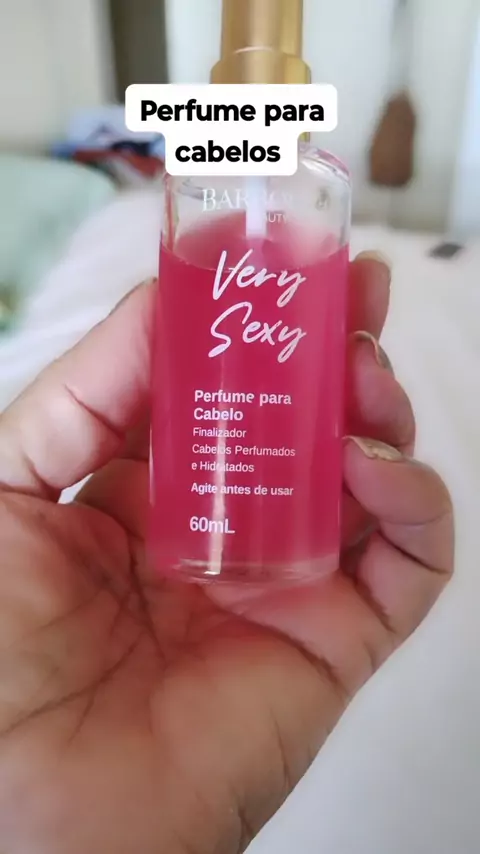 Perfume para
cabelos
Very
Sexy
Perfume para
Cabelo
Finalizador
Cabelos Perfumados
e Hidratados
Agite antes de usar
60mL